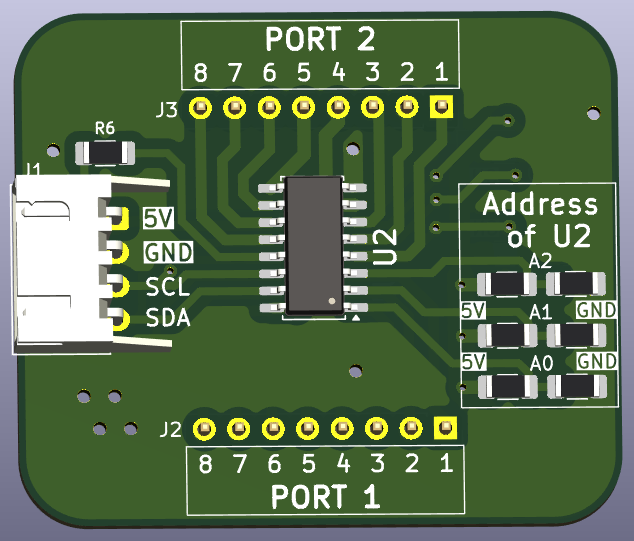 PORT 2
8 7 6 5 4 3 2 1
J3
R6
J1
5V
GND
SCL
SDA
U2
Address
of U2
A2
5V A1 GND
5V A0 GND
J2
8 7 6 5 4 3 2 1
PORT 1